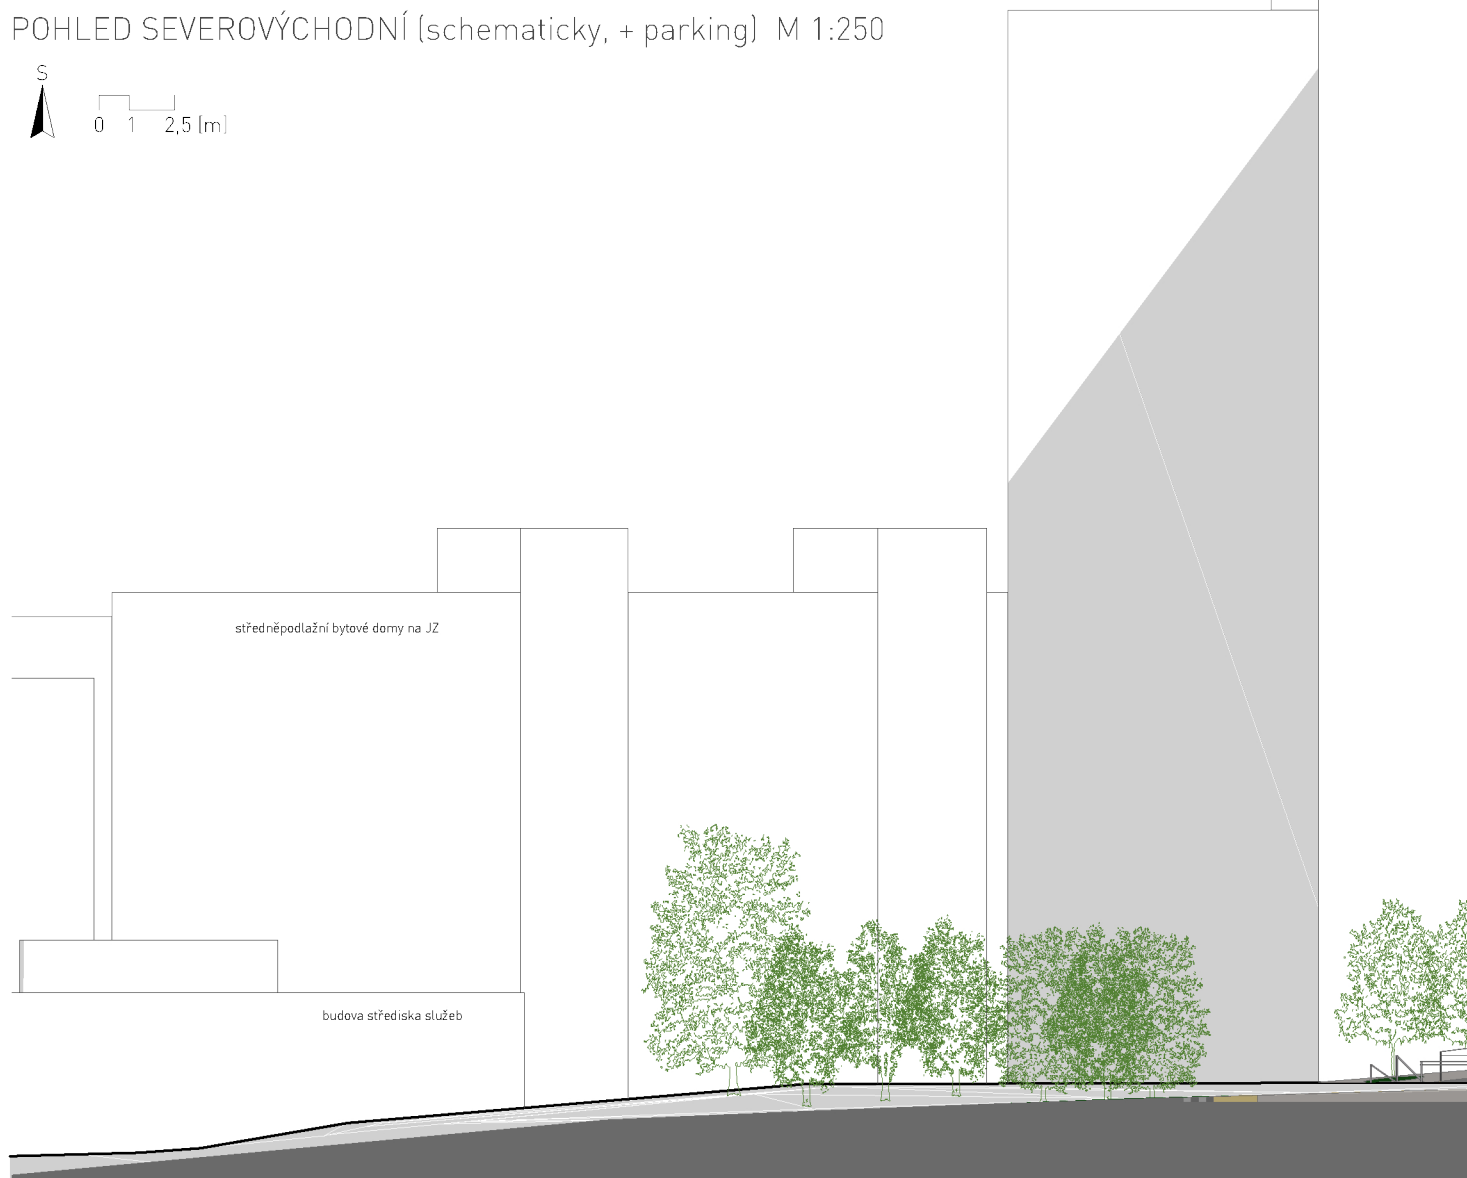 POHLED SEVEROVÝCHODNÍ (schematicky, + parking) M 1:250
S
0 1 2,5 [m]
středněpodlažní bytové domy na JZ
budova střediska služeb